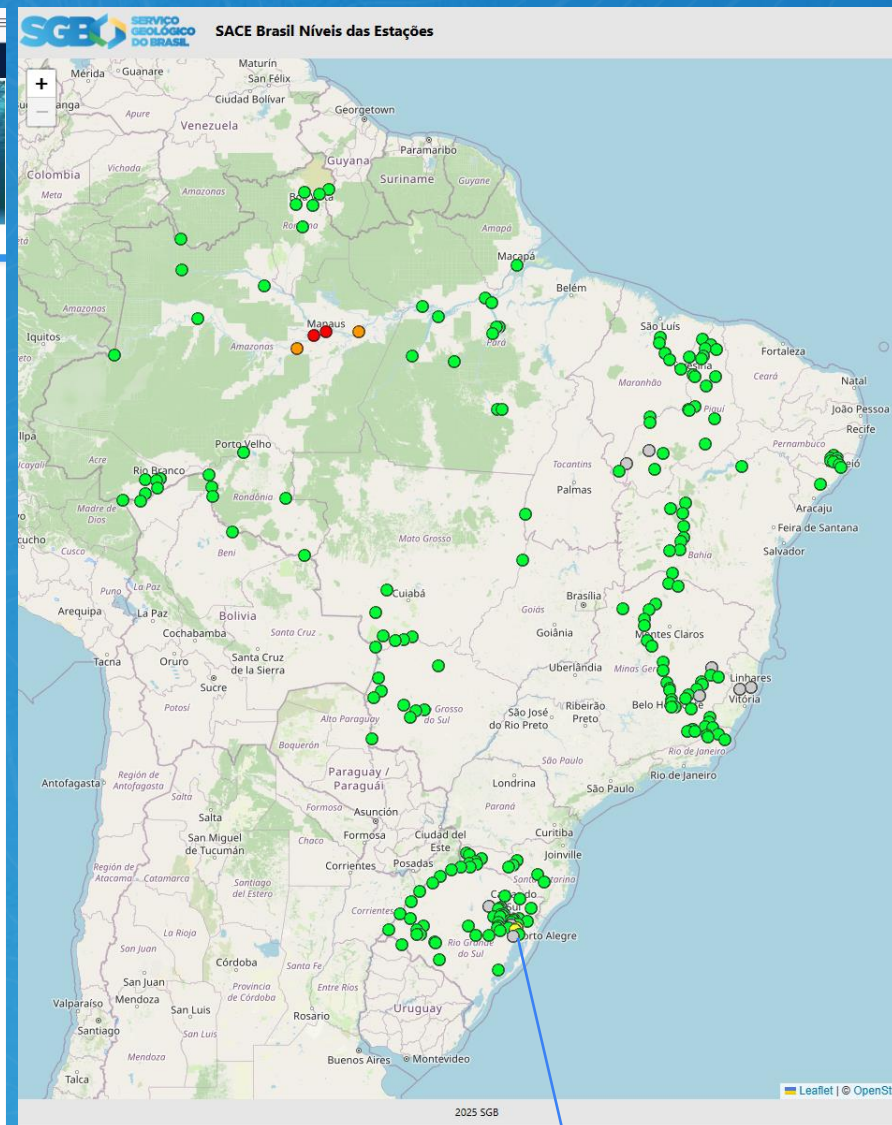 SGB
SERVIÇO
GEOLÓGICO
DO BRASIL
SACE Brasil Níveis das Estações
+
−
Maturín
Mérida
Guanare
San Félix
Ciudad Bolívar
Georgetown
Apure
Venezuela
Paramaribo
Guyana
Colombia
Vichada
Suriname
Guyane
Meta
Amazonas
Amapá
Macapá
Belém
Amazonas
Manaus
São Luís
Iquitos
Amazonas
Pará
Fortaleza
Maranhão
Ceará
Natal
Piauí
João Pessoa
Recife
Porto Velho
Pernambuco
Acre
Rio Branco
Tocantins
Palmas
Rondônia
Aracaju
Madre de
Dios
Mato Grosso
Feira de Santana
Cusco
Beni
Bahia
Salvador
Puno
La Paz
Cuiabá
Brasília
Arequipa
La Paz
Bolivia
Goiás
Cochabamba
Santa Cruz
Goiânia
Montes Claros
Tacna
Oruro
Santa Cruz
de la Sierra
Uberlândia
Sucre
Linhares
Vitória
Potosí
São José
do Rio Preto
Ribeirão
Preto
Alto Paraguay
Boquerón
São Paulo
Rio de Janeiro
Rio de Janeiro
Antofagasta
Región de
Antofagasta
Paraguay /
Paraguái
Londrina
São Paulo
Salta
Asunción
Paraná
Salta
Formosa
San Miguel
de Tucumán
Chaco
Formosa
Ciudad del
Este
Curitiba
Joinville
Corrientes
Posadas
Región de
Atacama
Catamarca
Santiago
del Estero
Corrientes
La Rioja
Porto Alegre
San Juan
Córdoba
Santa Fe
Rio Grande
do Sul
San Juan
Provincia
de Córdoba
Entre Ríos
Valparaíso
Mendoza
San Luis
Rosario
Uruguay
Santiago
San Luis
Mendoza
Buenos Aires
Montevideo
Talca
Leaflet | © OpenSt
2025 SGB